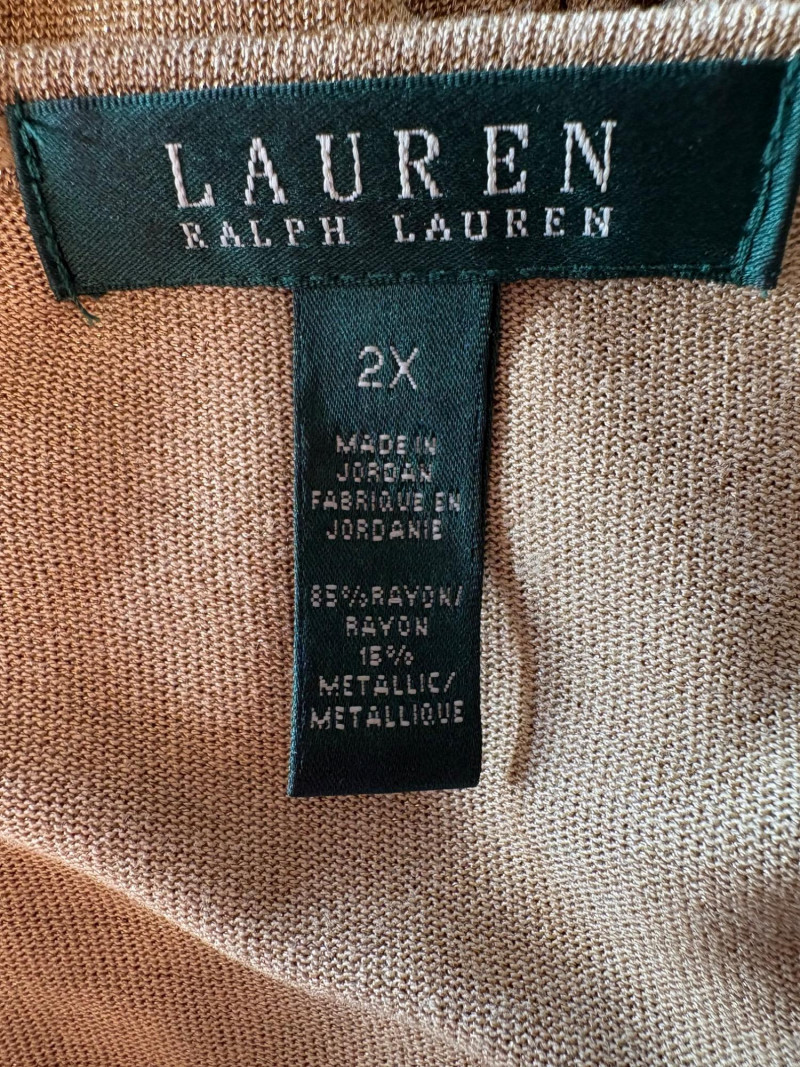 LAUREN
RALPH LAUREN
2X
MADE IN
JORDAN
FABRIQUE EN
JORDANIE
85% RAYON/
RAYON
15%
METALLIC/
METALLIQUE